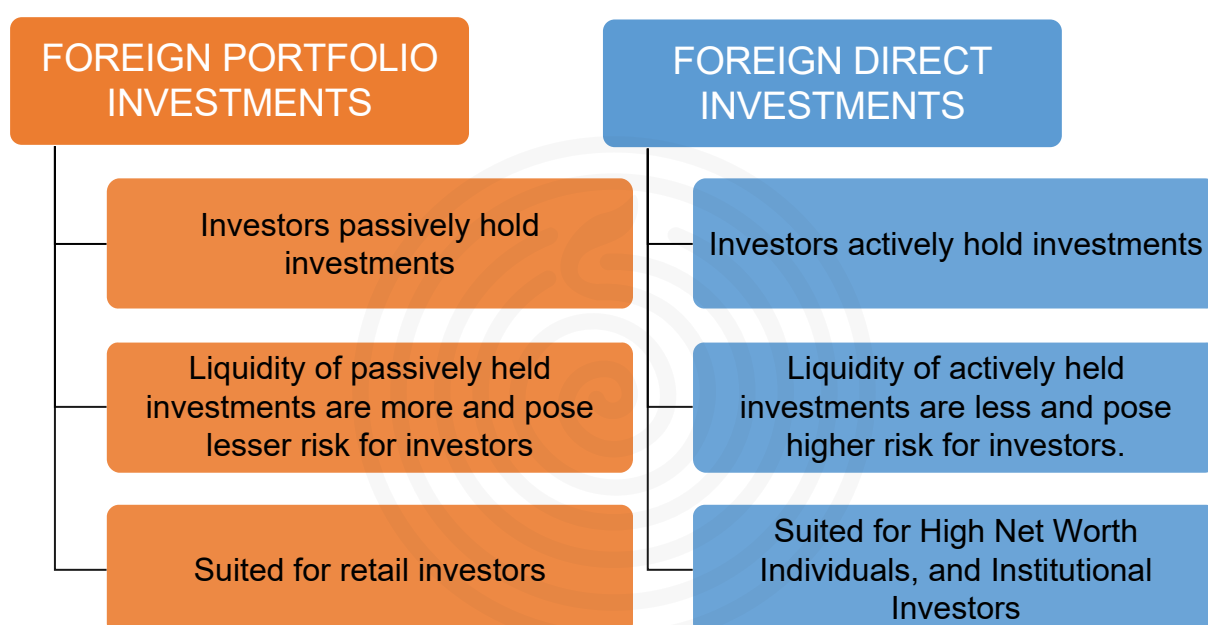 FOREIGN PORTFOLIO
INVESTMENTS
Investors passively hold
investments
Liquidity of passively held
investments are more and pose
lesser risk for investors
Suited for retail investors
FOREIGN DIRECT
INVESTMENTS
Investors actively hold investments
Liquidity of actively held
investments are less and pose
higher risk for investors.
Suited for High Net Worth
Individuals, and Institutional
Investors